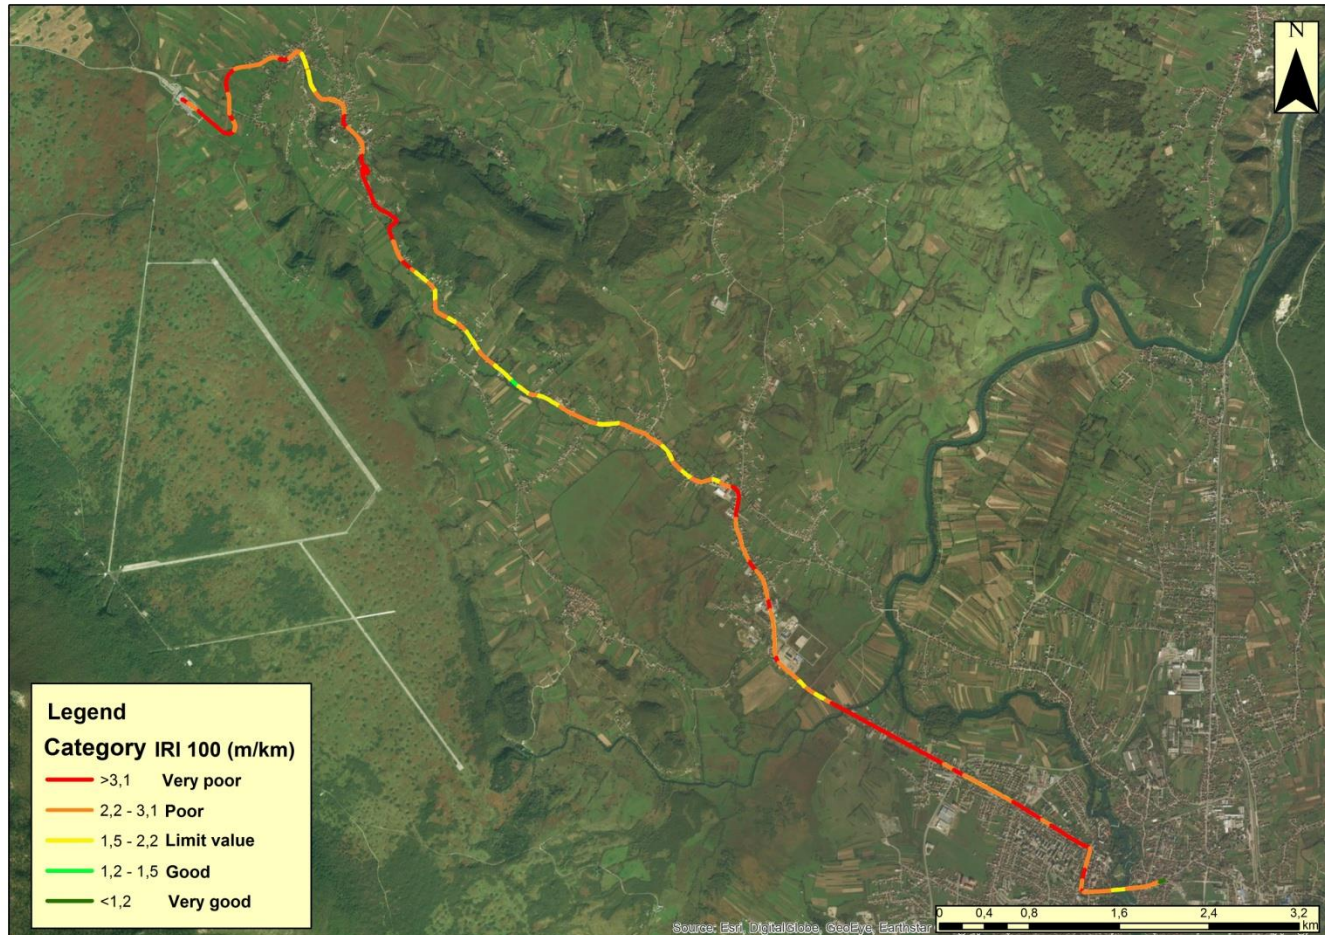 N
Legend
Category IRI 100 (m/km)
>3,1 Very poor
2,2 - 3,1 Poor
1,5 - 2,2 Limit value
1,2 - 1,5 Good
<1,2 Very good
Source: Esri, DigitalGlobe, GeoEye, Earthstar
0 0,4 0,8 1,6 2,4 3,2
km